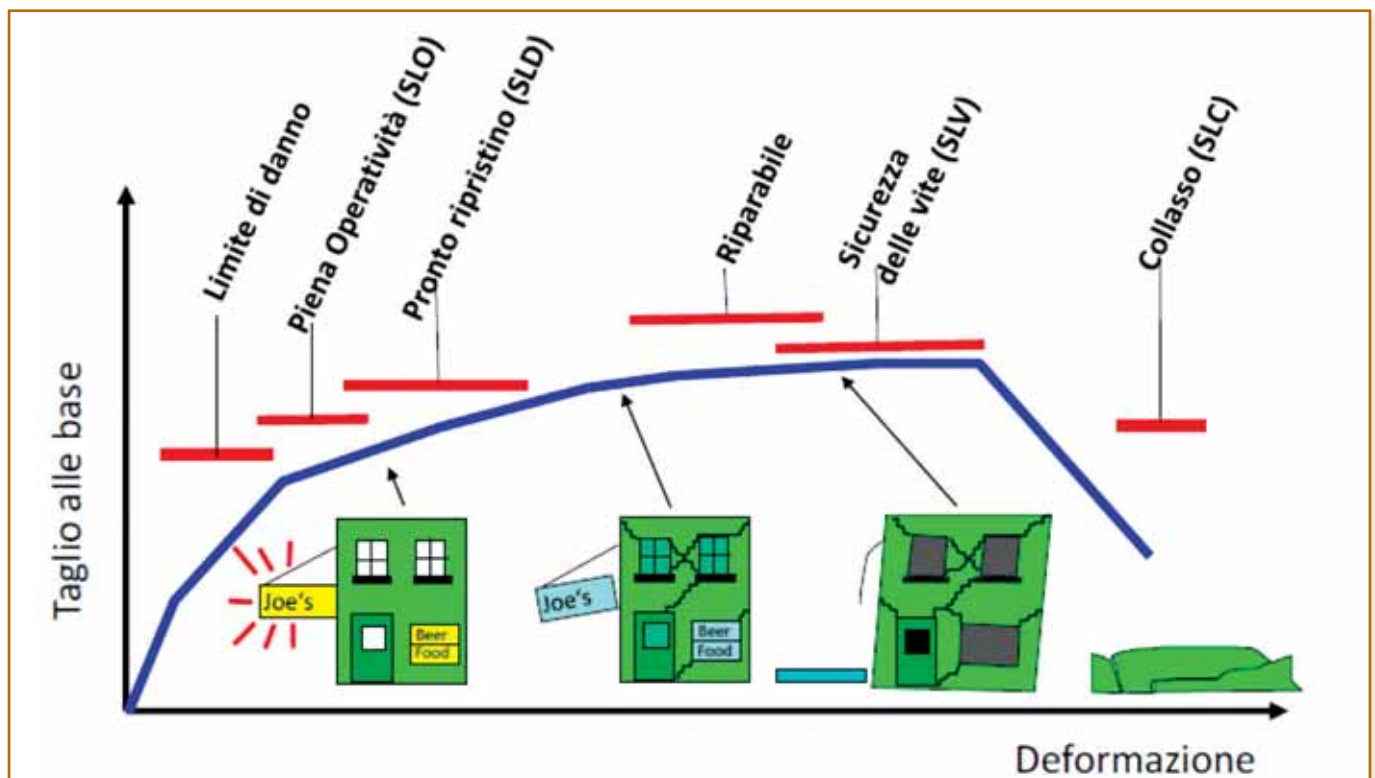 Limite di danno
Piena Operatività (SLO)
Pronto ripristino (SLD)
Riparabile
Sicurezza
delle vite (SLV)
Collasso (SLC)
Taglio alle base
Joe's
Beer
Food
Joe's
Beer
Food
Deformazione